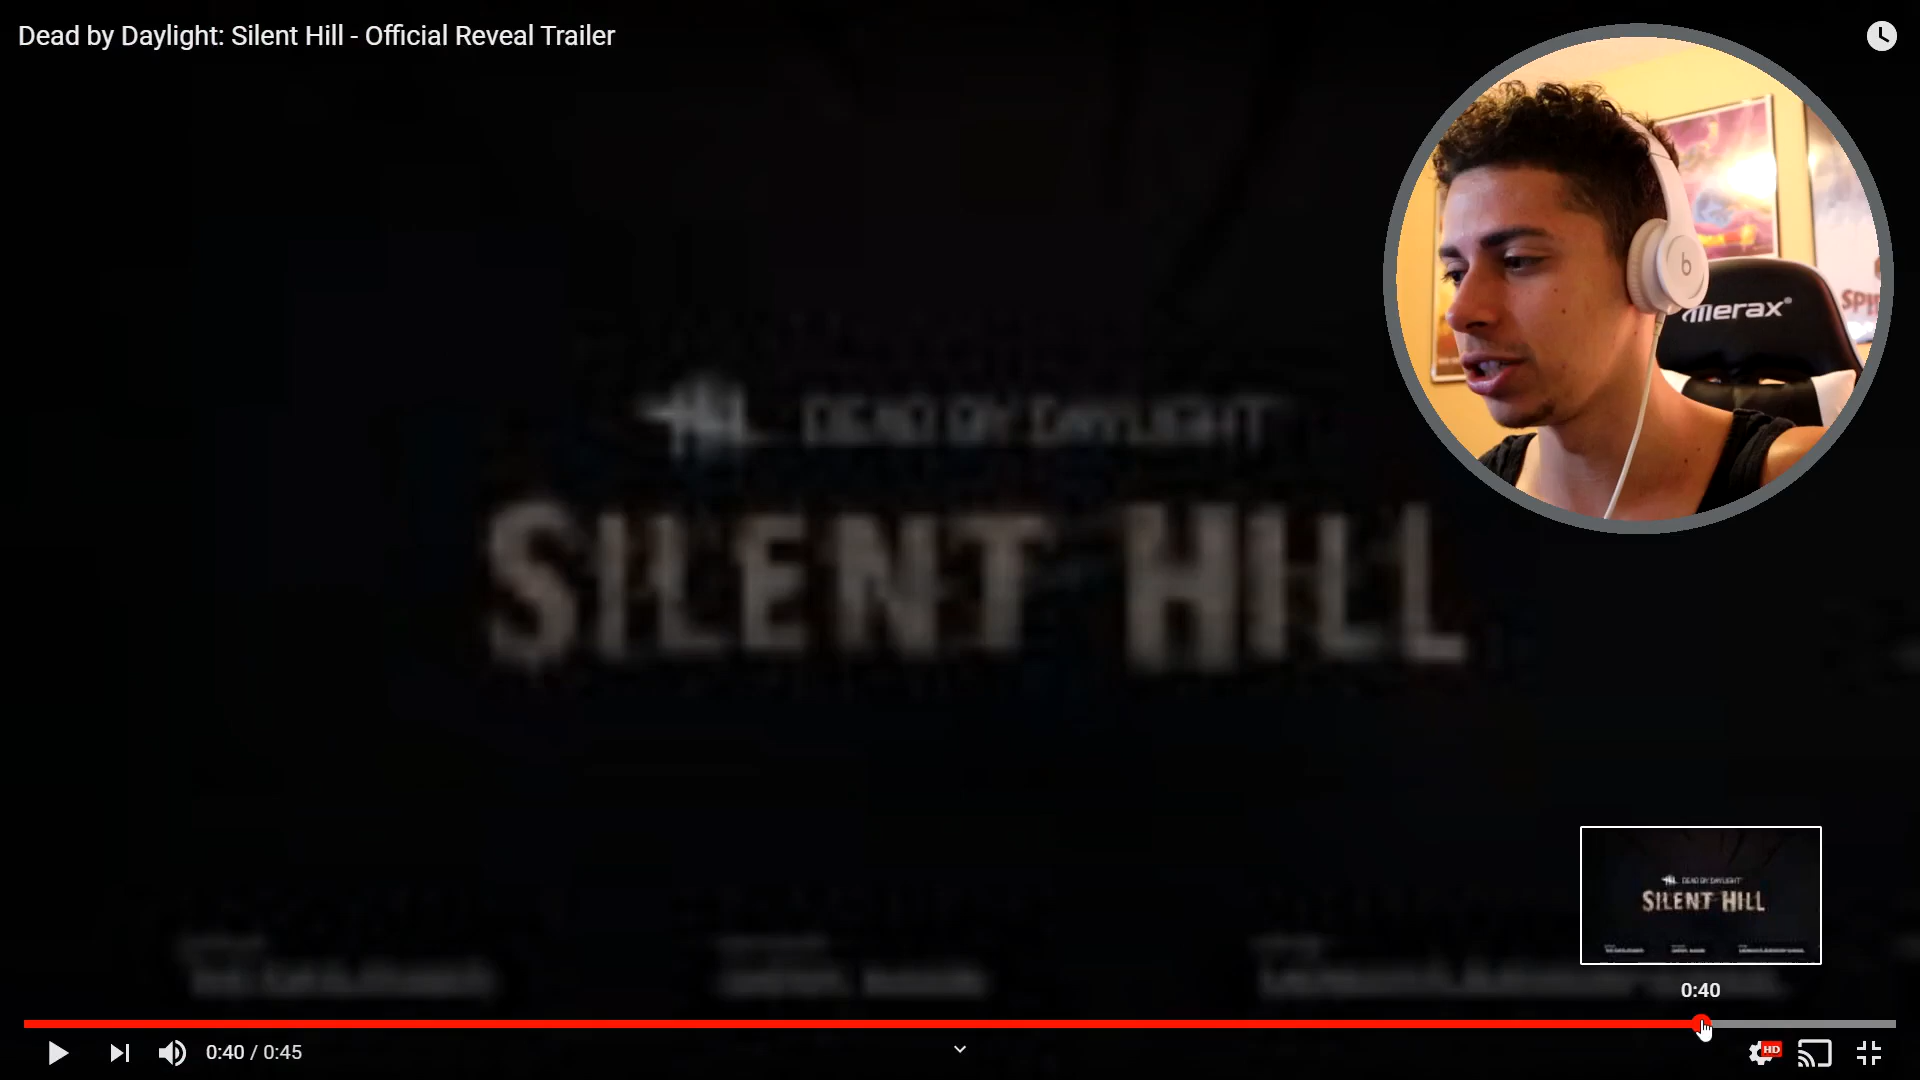 Dead by Daylight: Silent Hill - Official Reveal Trailer
b
merax®
SPI
DEAD BY DAYLIGHT
SILENT HILL
DEAD BY DAYLIGHT
SILENT HILL
0:40
0:40 / 0:45
HD